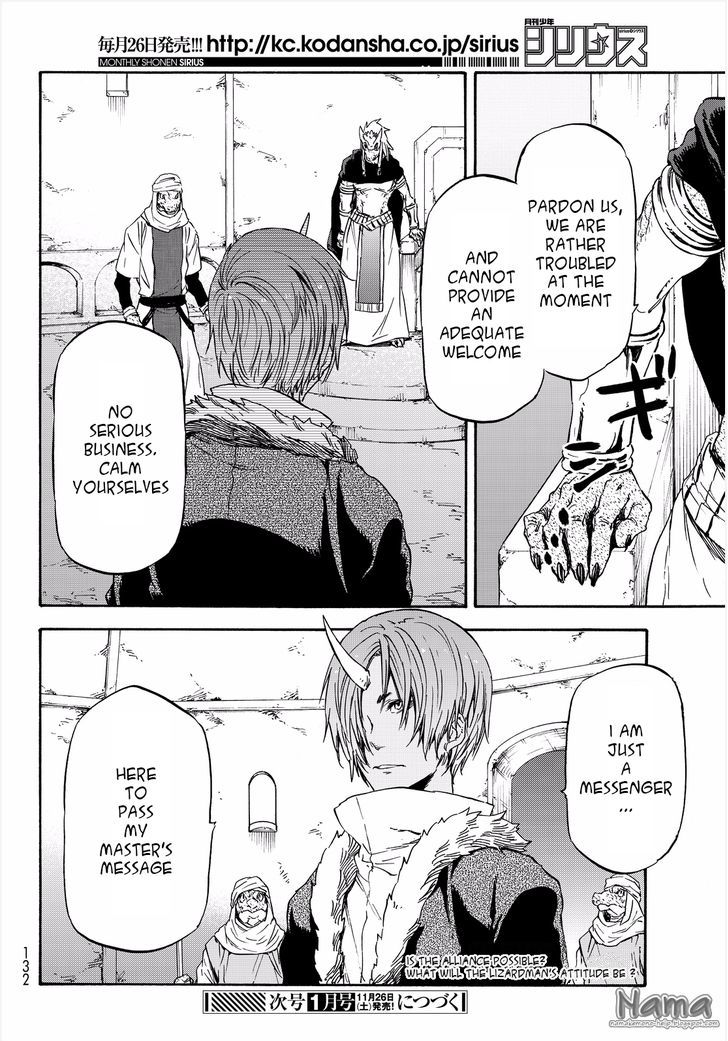 毎月26日発売!!! http://kc.kodansha.co.jp/sirius
MONTHLY SHONEN SIRIUS
月刊少年
シリウス
PARDON US,
WE ARE
RATHER
TROUBLED
AT THE
MOMENT
AND
CANNOT
PROVIDE
AN
ADEQUATE
WELCOME
ギ
NO
SERIOUS
BUSINESS,
CALM
YOURSELVES
I AM
JUST
A
MESSENGER
...
HERE
TO
PASS
MY
MASTER'S
MESSAGE
IS THE ALLIANCE POSSIBLE?
WHAT WILL THE LIZARDMAN'S ATTITUDE BE ?
132
次号1月号11月26日(土)発売!につづく
Nama
namakemono-help.blogspot.com